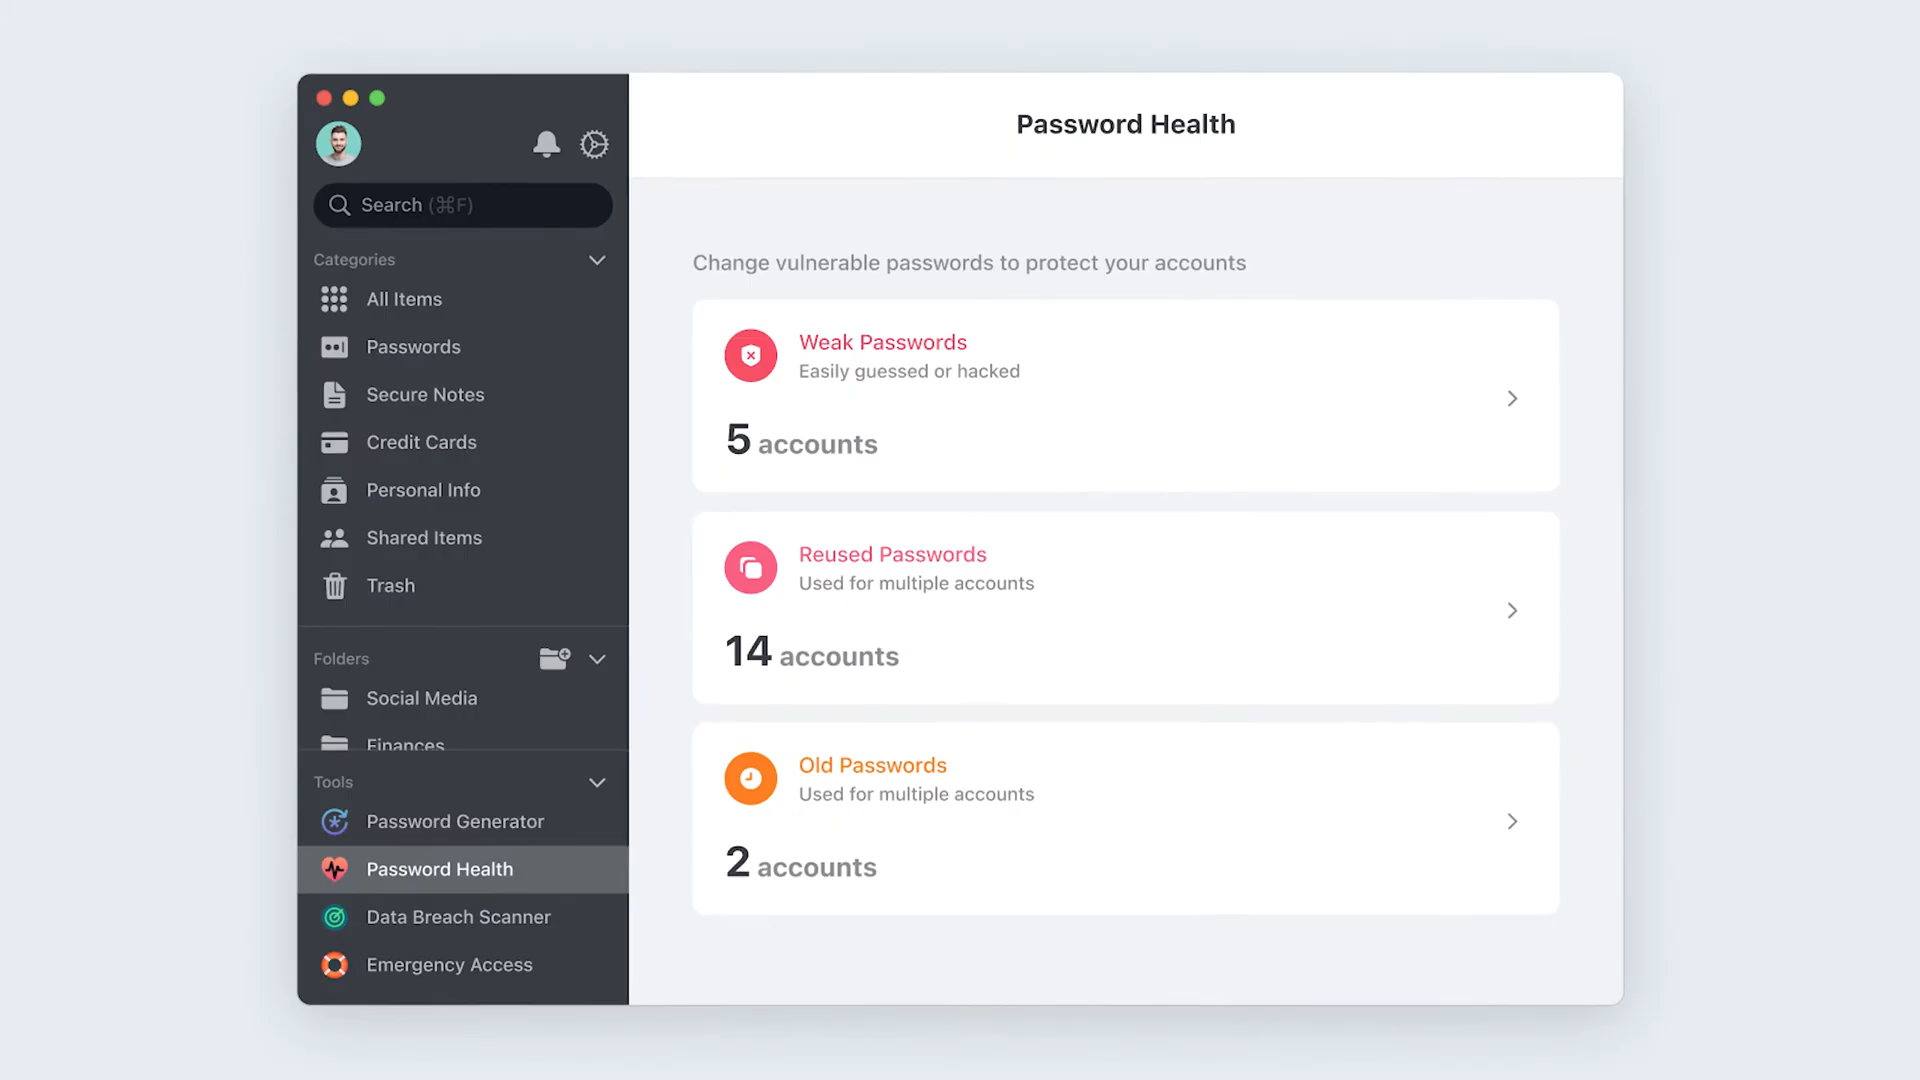 Search (⌘F)
Categories
All Items
Passwords
Secure Notes
Credit Cards
Personal Info
Shared Items
Trash
Folders
Social Media
Finances
Tools
Password Generator
Password Health
Data Breach Scanner
Emergency Access
Password Health
Change vulnerable passwords to protect your accounts
Weak Passwords
Easily guessed or hacked
5 accounts
Reused Passwords
Used for multiple accounts
14 accounts
Old Passwords
Used for multiple accounts
2 accounts